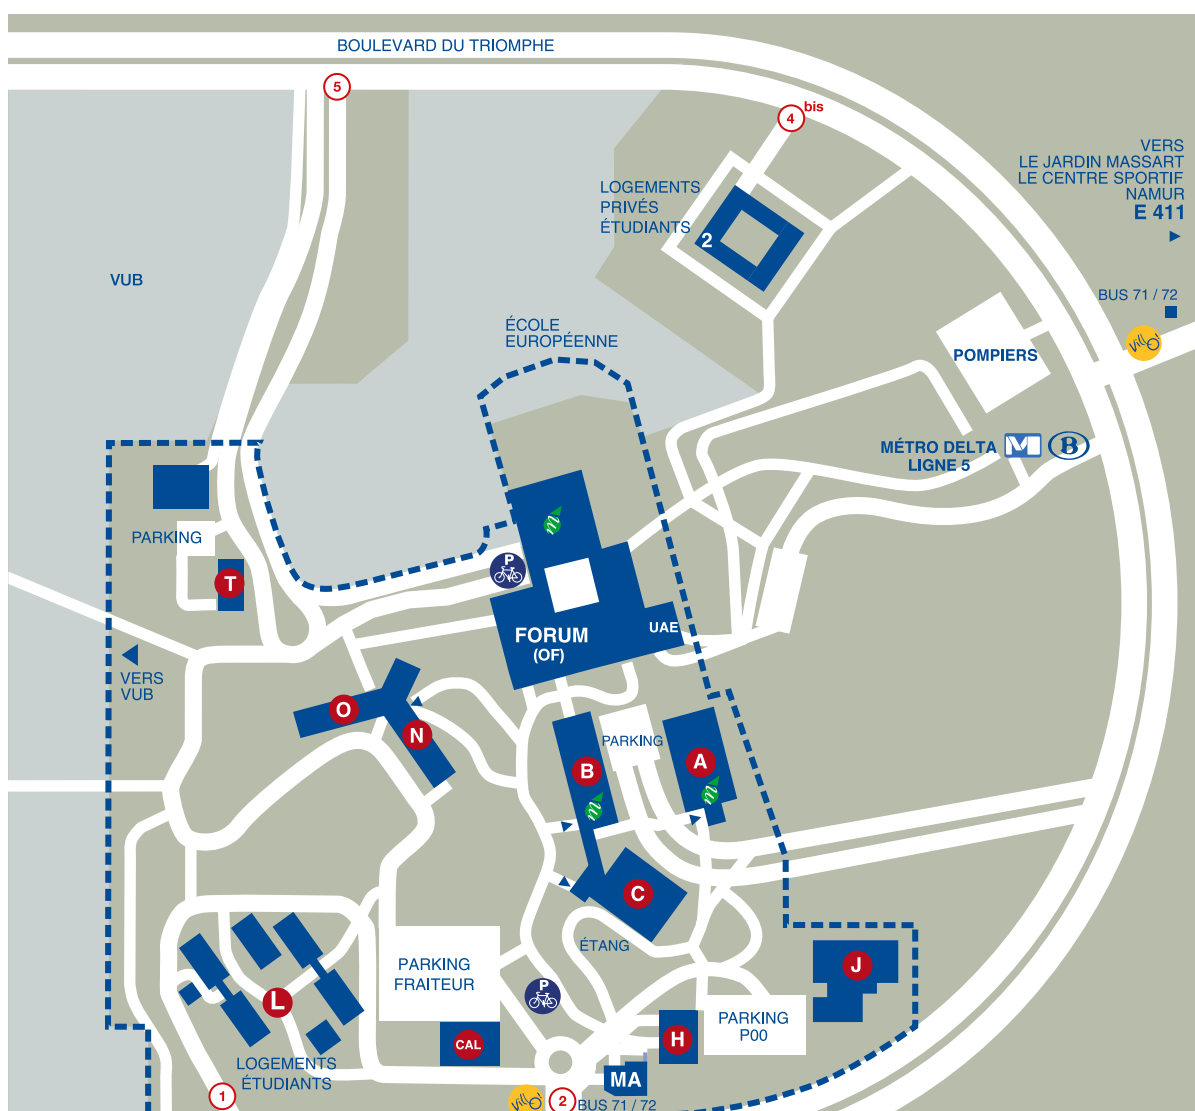 BOULEVARD DU TRIOMPHE
5
4
bis
VERS
LE JARDIN MASSART
LE CENTRE SPORTIF
NAMUR
E 411
LOGEMENTS
PRIVÉS
ÉTUDIANTS
2
VUB
BUS 71 / 72
Vill O!
ÉCOLE
EUROPÉENNE
POMPIERS
MÉTRO DELTA
LIGNE 5
M
B
m
PARKING
P
T
FORUM
(OF)
UAE
VERS
VUB
O
N
PARKING
B
A
m
m
C
ÉTANG
PARKING
FRAITEUR
J
P
L
PARKING
P00
H
CAL
LOGEMENTS
ÉTUDIANTS
MA
1
Vill O!
2
BUS 71 / 72